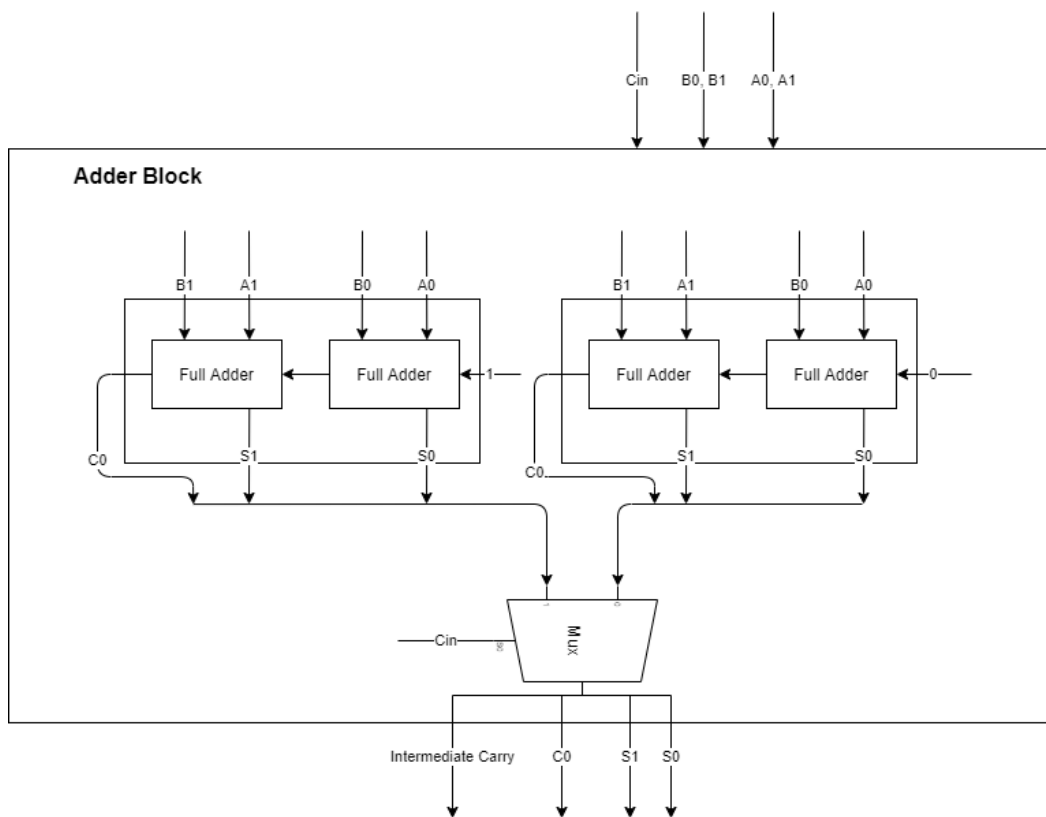 Cin B0, B1 A0, A1
Adder Block
B1 A1 B0 A0 B1 A1 B0 A0
Full Adder Full Adder 1 Full Adder Full Adder 0
C0 S1 S0 C0 S1 S0
1 0
Cin Mux
Intermediate Carry C0 S1 S0